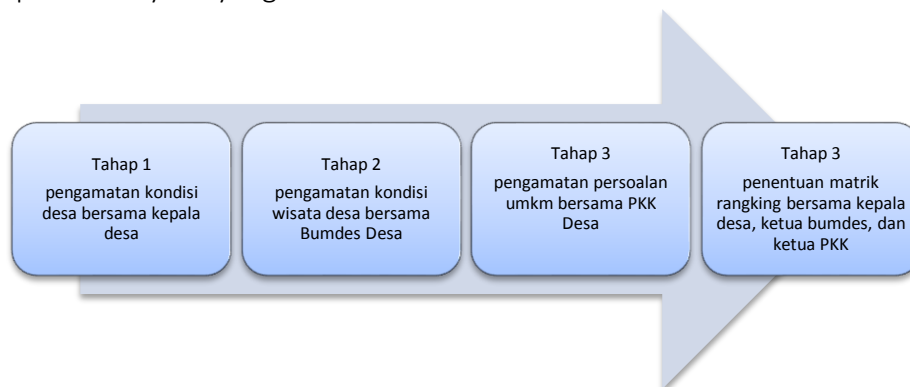 Tahap 1
pengamatan kondisi
desa bersama kepala
desa
Tahap 2
pengamatan kondisi
wisata desa bersama
Bumdes Desa
Tahap 3
pengamatan persoalan
umkm bersama PKK
Desa
Tahap 3
penentuan matrik
rangking bersama kepala
desa, ketua bumdes, dan
ketua PKK